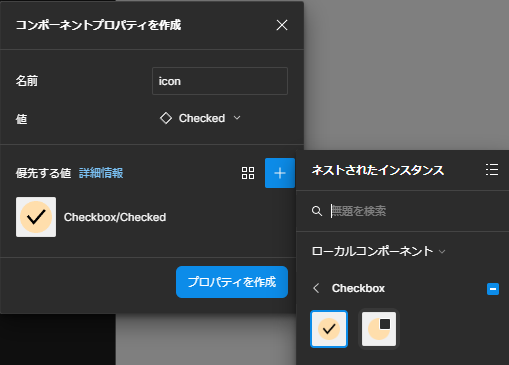 コンポーネントプロパティを作成
名前
icon
値
Checked
優先する値 詳細情報
Checkbox/Checked
プロパティを作成
ネストされたインスタンス
無題を検索
ローカルコンポーネント
Checkbox